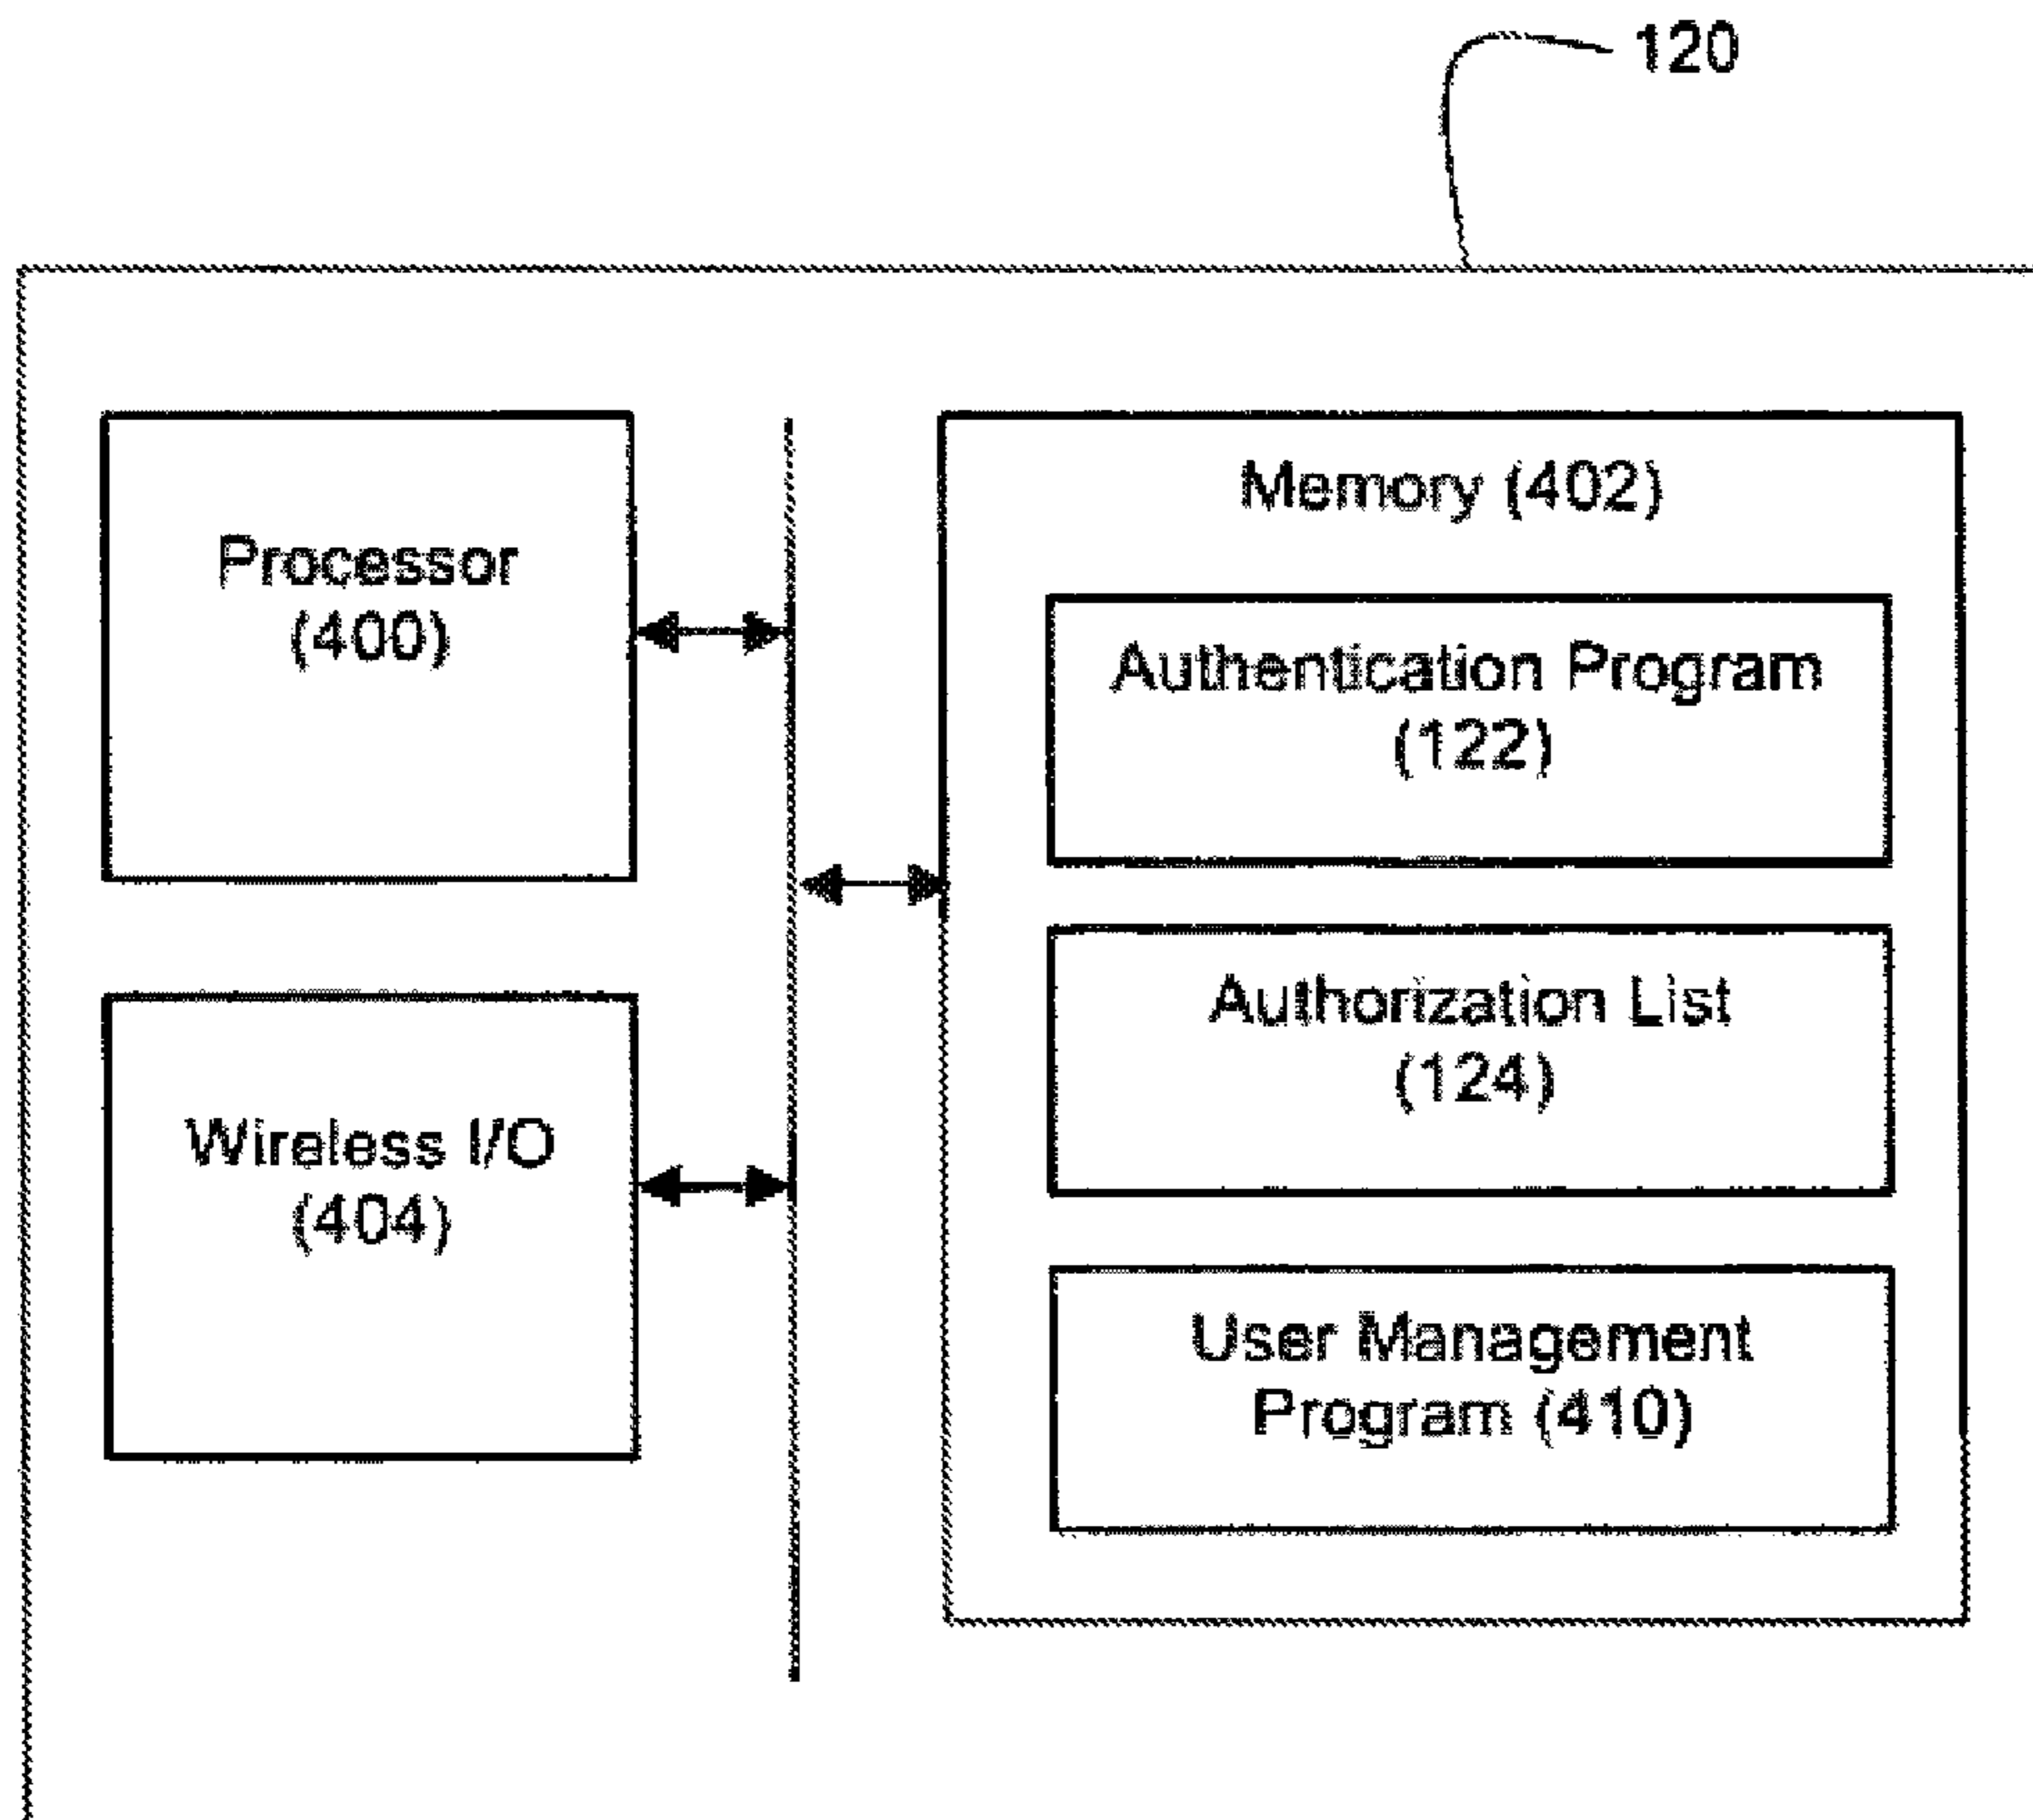 120
Processor
(400)
Memory (402)
Authentication Program
(122)
Authorization List
(124)
Wireless I/O
(404)
User Management
Program (410)